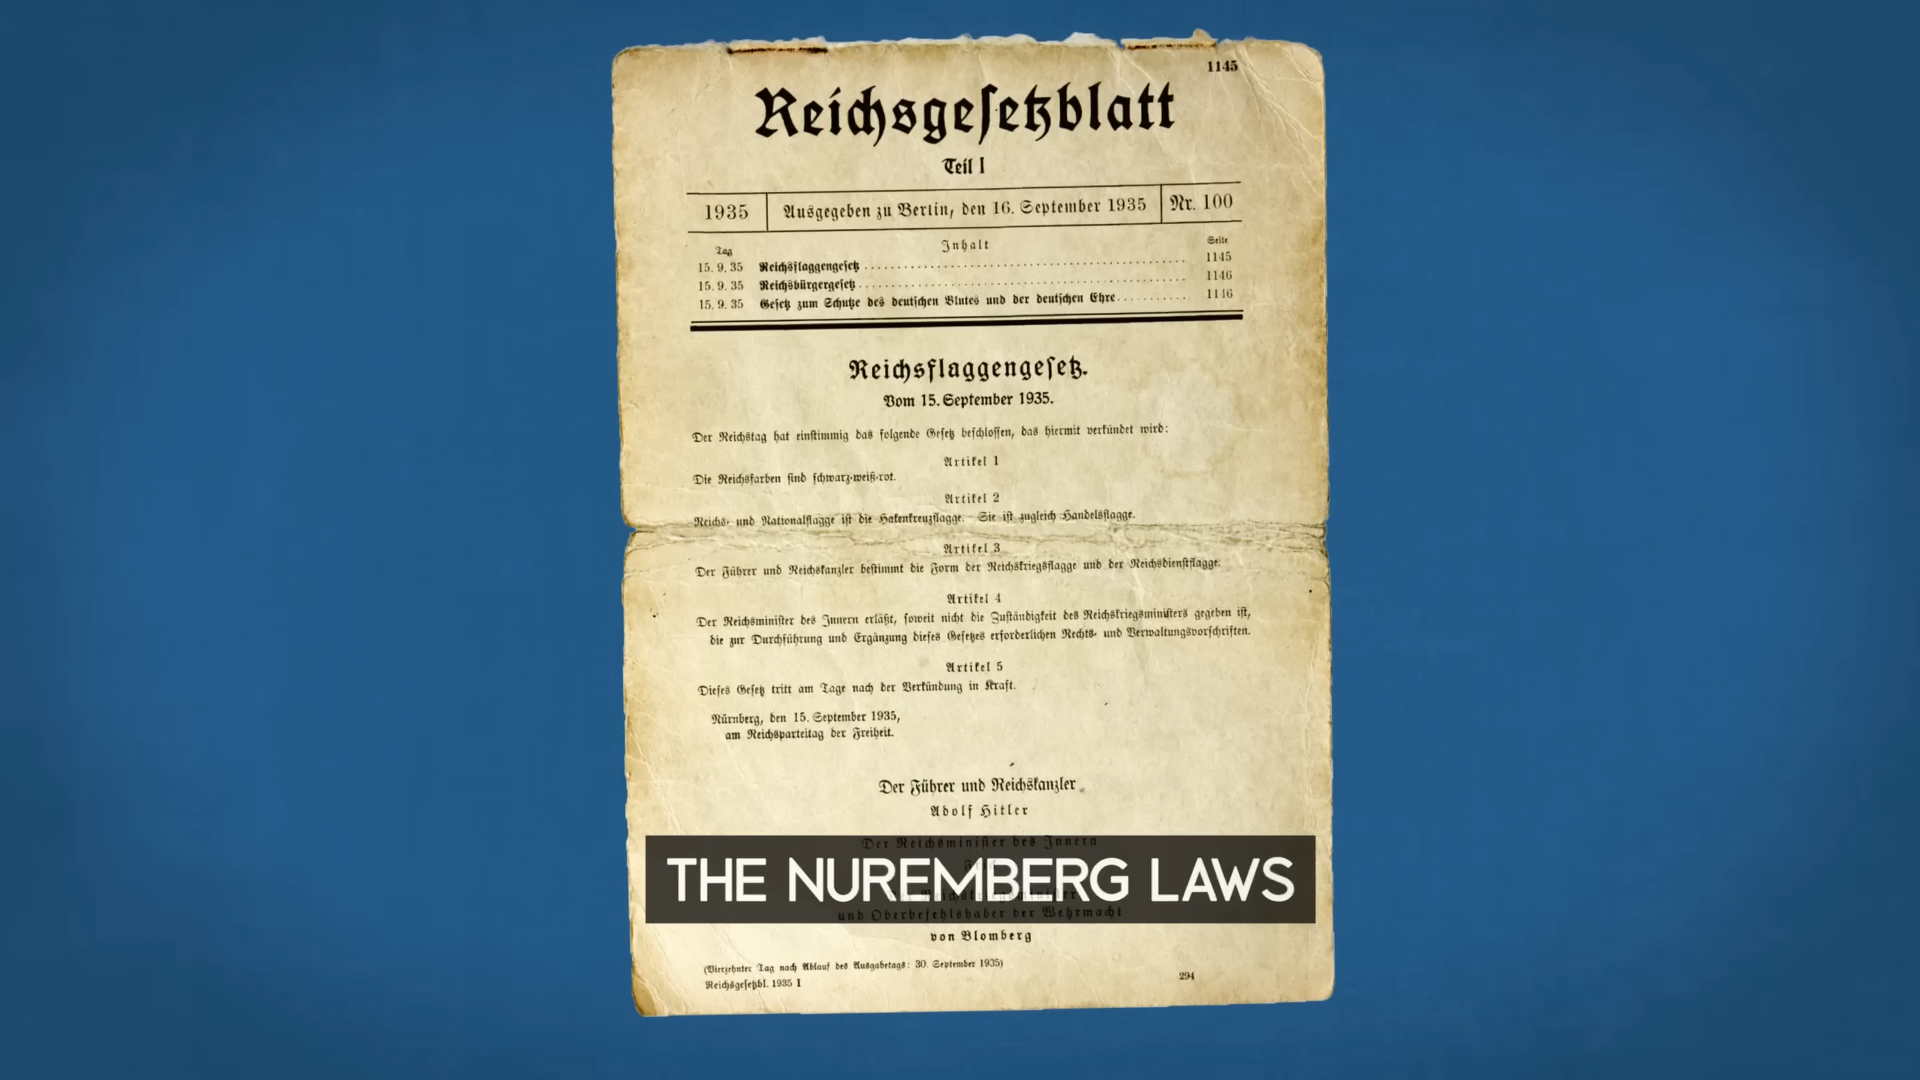 1145
Reichsgesetzblatt
Teil I
1935 Ausgegeben zu Berlin, den 16. September 1935 Nr. 100
Tag Inhalt Seite
15. 9. 35 Reichsflaggengesetz 1145
15. 9. 35 Reichsbürgergesetz 1146
15. 9. 35 Gesetz zum Schutze des deutschen Blutes und der deutschen Ehre 1146
Reichsflaggengesetz.
Vom 15. September 1935.
Der Reichstag hat einstimmig das folgende Gesetz beschlossen, das hiermit verkündet wird:
Artikel 1
Die Reichsfarben sind schwarz-weiß-rot.
Artikel 2
Reichs- und Nationalflagge ist die Hakenkreuzflagge. Sie ist zugleich Handelsflagge.
Artikel 3
Der Führer und Reichskanzler bestimmt die Form der Reichskriegsflagge und der Reichsdienstflagge.
Artikel 4
Der Reichsminister des Innern erläßt, soweit nicht die Zuständigkeit des Reichskriegsministers gegeben ist,
die zur Durchführung und Ergänzung dieses Gesetzes erforderlichen Rechts- und Verwaltungsvorschriften.
Artikel 5
Dieses Gesetz tritt am Tage nach der Verkündung in Kraft.
Nürnberg, den 15. September 1935,
am Reichsparteitag der Freiheit.
Der Führer und Reichskanzler
Adolf Hitler
Der Reichsminister des Innern
THE NUREMBERG LAWS
und Oberbefehlshaber der Wehrmacht
von Blomberg
(Vierzehnter Tag nach Ablauf des Ausgabetags: 30. September 1935)
Reichsgesetzbl. 1935 I 294